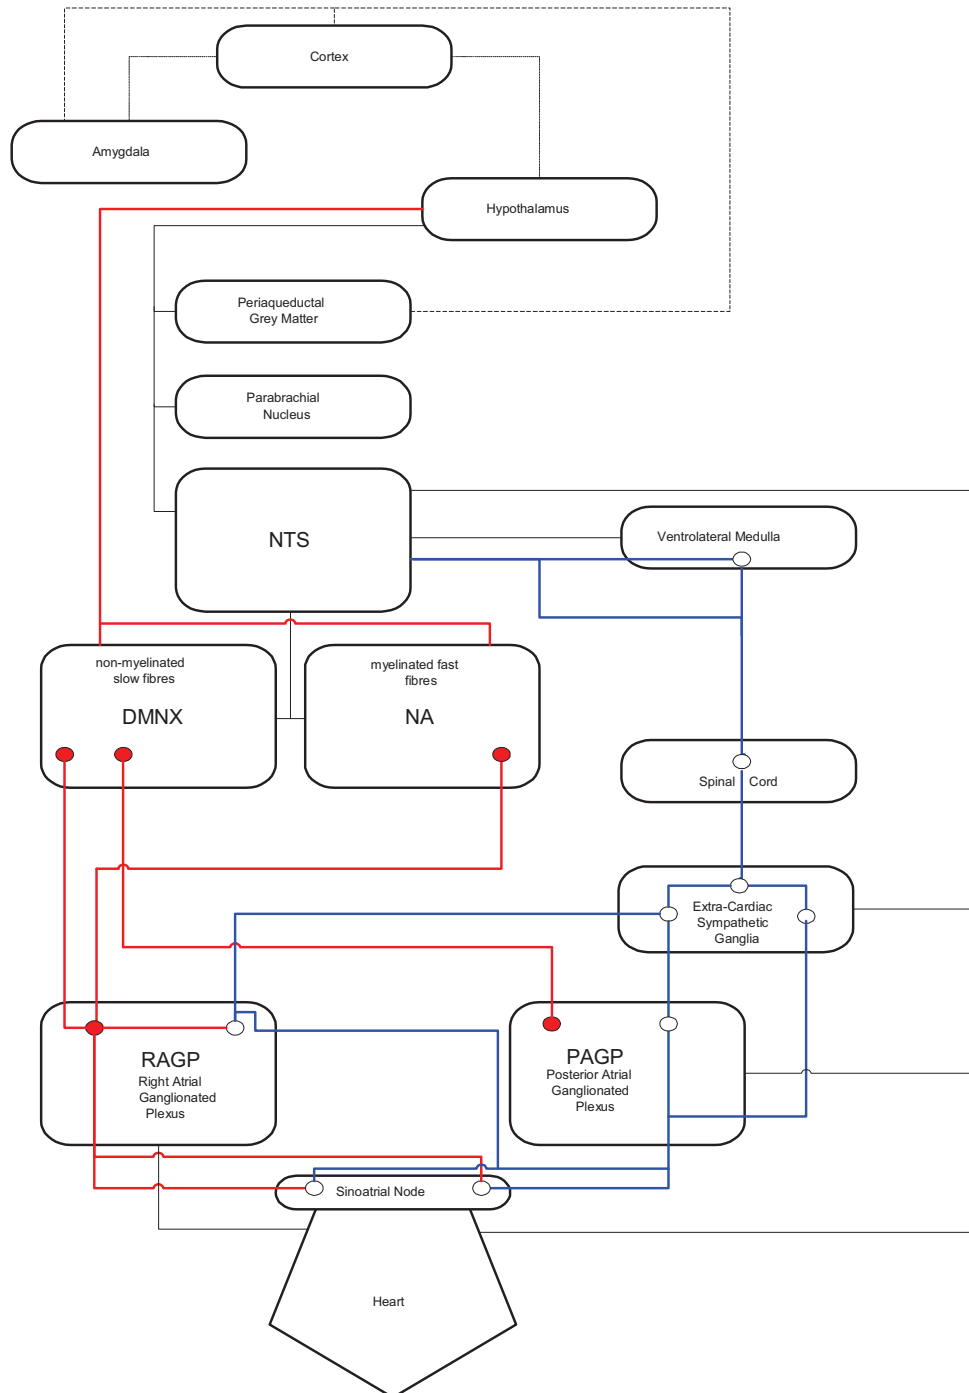 Cortex
Amygdala
Hypothalamus
Periaqueductal
Grey Matter
Parabrachial
Nucleus
NTS
Ventrolateral Medulla
non-myelinated
slow fibres
DMNX
myelinated fast
fibres
NA
Spinal Cord
Extra-Cardiac
Sympathetic
Ganglia
RAGP
Right Atrial
Ganglionated
Plexus
PAGP
Posterior Atrial
Ganglionated
Plexus
Sinoatrial Node
Heart